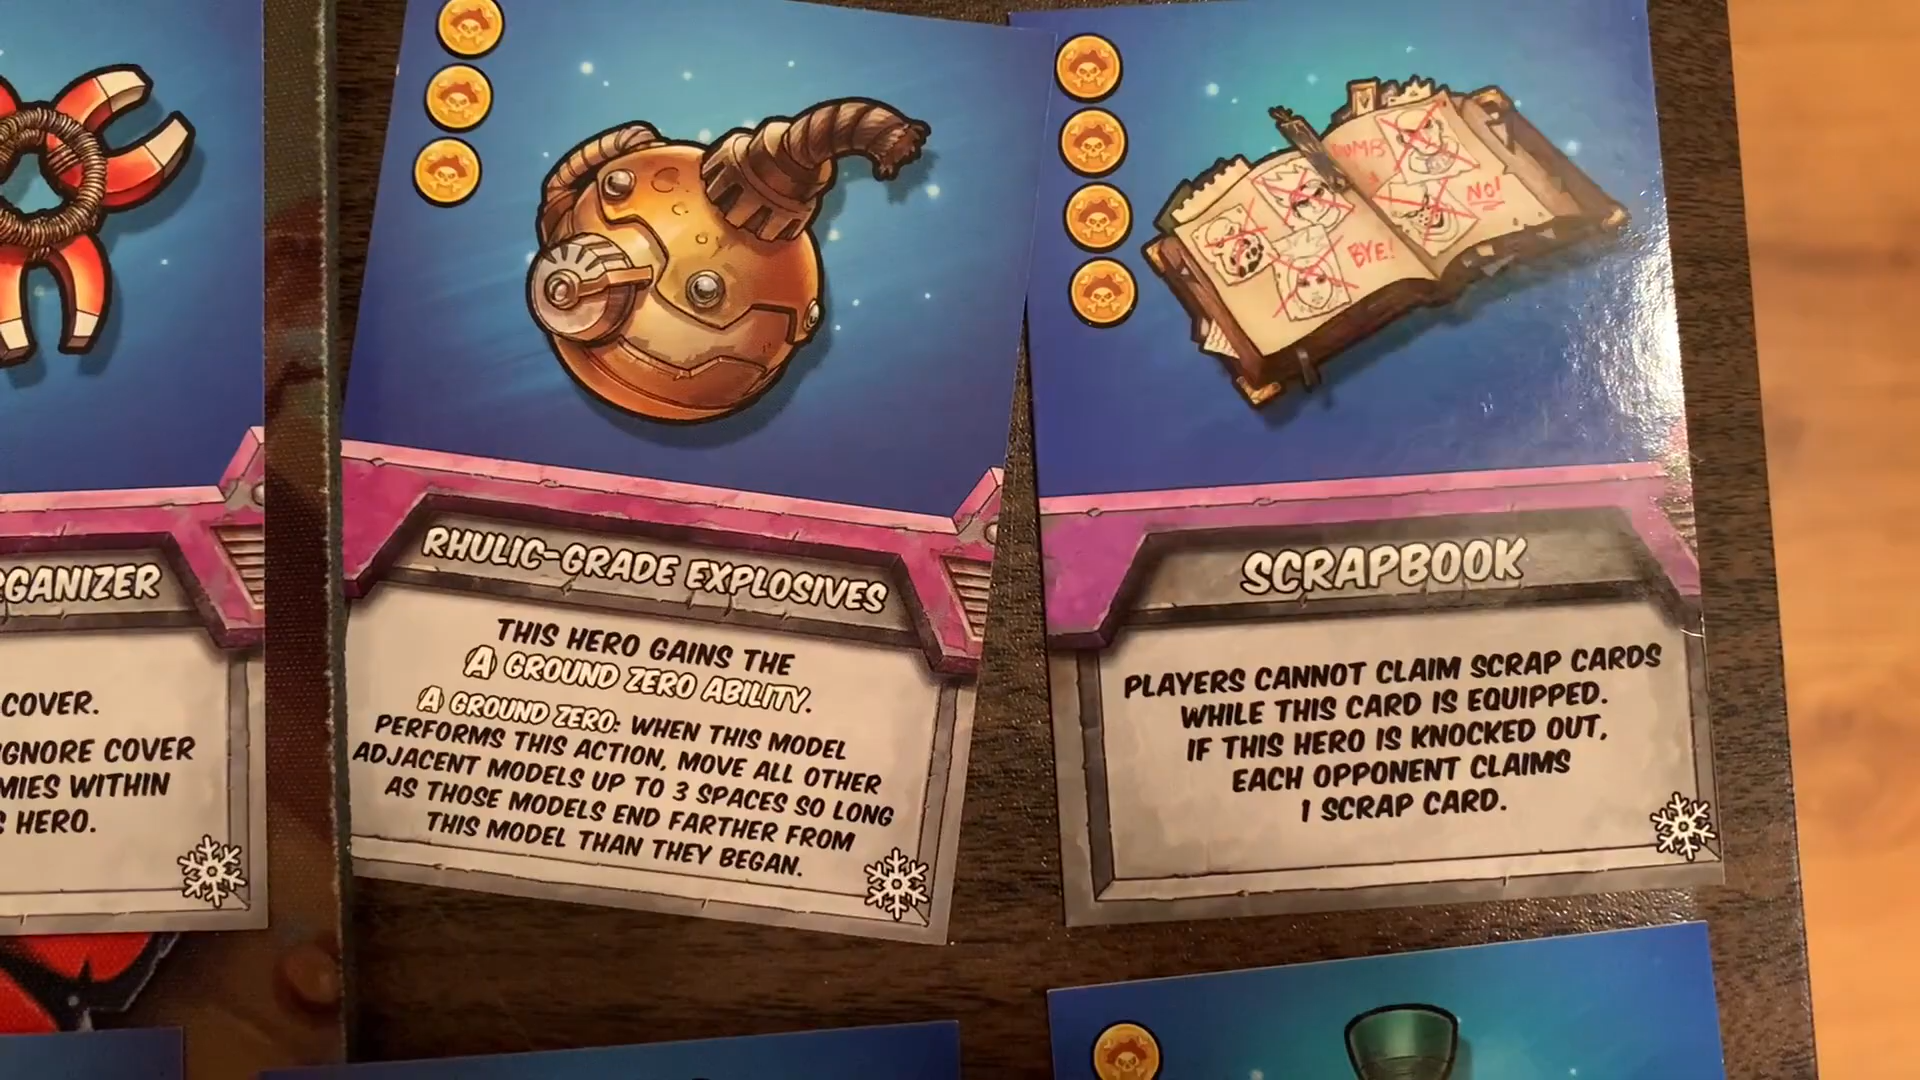 GANIZER
COVER.
IGNORE COVER
MIES WITHIN
S HERO.
RHULIC-GRADE EXPLOSIVES
THIS HERO GAINS THE
A GROUND ZERO ABILITY.
A GROUND ZERO: WHEN THIS MODEL
PERFORMS THIS ACTION, MOVE ALL OTHER
ADJACENT MODELS UP TO 3 SPACES SO LONG
AS THOSE MODELS END FARTHER FROM
THIS MODEL THAN THEY BEGAN.
BYE!
NO!
SCRAPBOOK
PLAYERS CANNOT CLAIM SCRAP CARDS
WHILE THIS CARD IS EQUIPPED.
IF THIS HERO IS KNOCKED OUT,
EACH OPPONENT CLAIMS
1 SCRAP CARD.